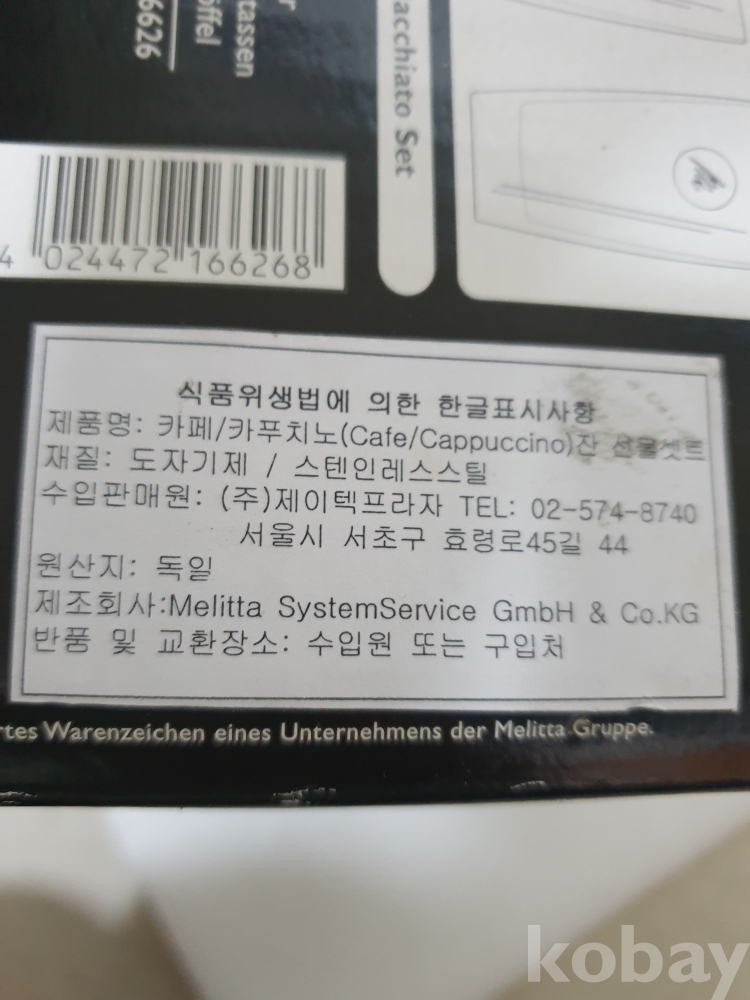 tassen
öffel
6626
acchiato Set
4 024472 166268
식품위생법에 의한 한글표시사항
제품명: 카페/카푸치노(Cafe/Cappuccino)잔 선물셋트
재질: 도자기제 / 스텐인레스스틸
수입판매원: (주)제이텍프라자 TEL: 02-574-8740
서울시 서초구 효령로45길 44
원산지: 독일
제조회사:Melitta SystemService GmbH & Co.KG
반품 및 교환장소: 수입원 또는 구입처
rtes Warenzeichen eines Unternehmens der Melitta Gruppe.
kobay